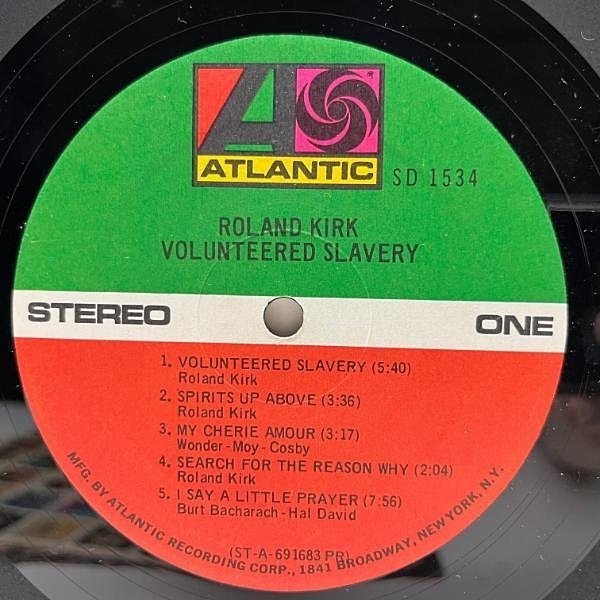 ATLANTIC
SD 1534
ROLAND KIRK
VOLUNTEERED SLAVERY
STEREO
ONE
1. VOLUNTEERED SLAVERY (5:40)
Roland Kirk
2. SPIRITS UP ABOVE (3:36)
Roland Kirk
3. MY CHERIE AMOUR (3:17)
Wonder-Moy-Cosby
4. SEARCH FOR THE REASON WHY (2:04)
Roland Kirk
5. I SAY A LITTLE PRAYER (7:56)
Burt Bacharach-Hal David
(ST-A-691683 PR)
MFG. BY ATLANTIC RECORDING CORP., 1841 BROADWAY, NEW YORK, N.Y.